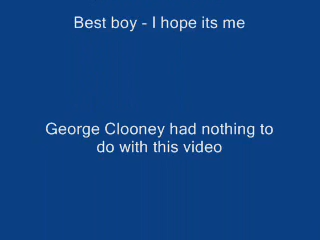 Best boy - I hope its me
George Clooney had nothing to
do with this video